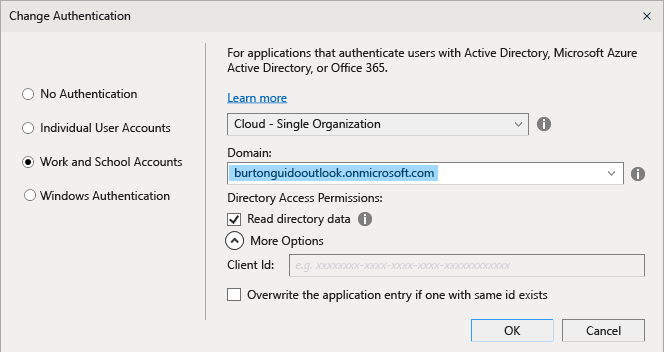 Change Authentication
For applications that authenticate users with Active Directory, Microsoft Azure
Active Directory, or Office 365.
Learn more
No Authentication
Individual User Accounts
Work and School Accounts
Windows Authentication
Cloud - Single Organization
Domain:
burtonguidooutlook.onmicrosoft.com
Directory Access Permissions:
Read directory data
More Options
Client Id:
e.g. xxxxxxxx-xxxx-xxxx-xxxx-xxxxxxxxxxxx
Overwrite the application entry if one with same id exists
OK
Cancel